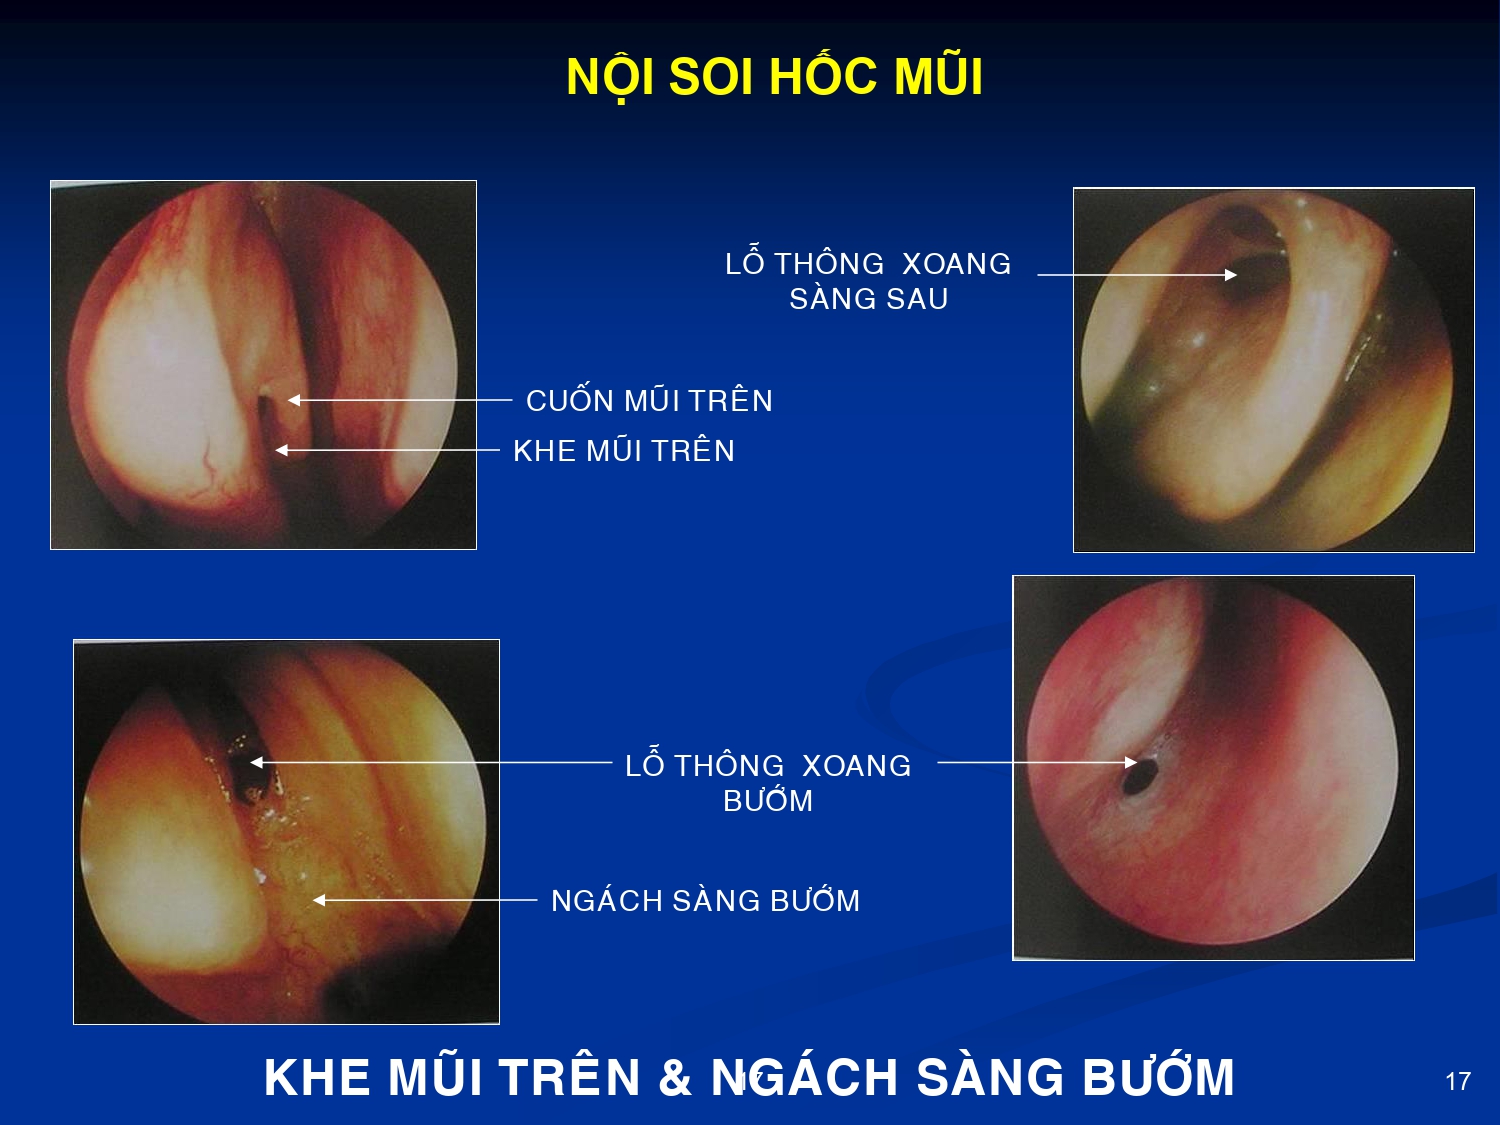 NỘI SOI HỐC MŨI
LỖ THÔNG XOANG
SÀNG SAU
CUỐN MŨI TRÊN
KHE MŨI TRÊN
LỖ THÔNG XOANG
BƯỚM
NGÁCH SÀNG BƯỚM
KHE MŨI TRÊN & NGÁCH SÀNG BƯỚM
17
17